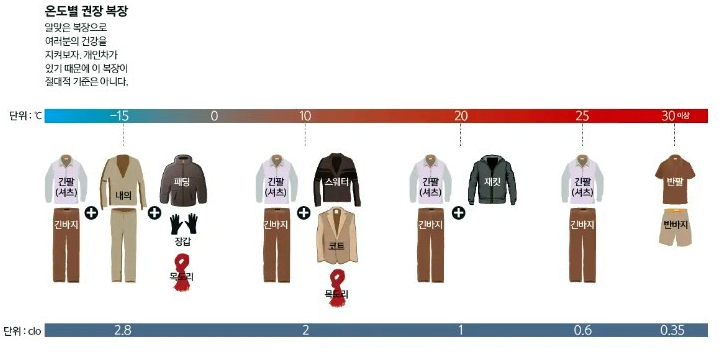 온도별 권장 복장
알맞은 복장으로
여러분의 건강을
지켜보자. 개인차가
있기 때문에 이 복장이
절대적 기준은 아니다.
단위 : ℃ -15 0 10 20 25 30 이상
긴팔
(셔츠)
긴바지
내의
패딩
장갑
목도리
긴팔
(셔츠)
긴바지
스웨터
코트
목도리
긴팔
(셔츠)
긴바지
재킷
긴팔
(셔츠)
긴바지
반팔
반바지
단위 : clo 2.8 2 1 0.6 0.35